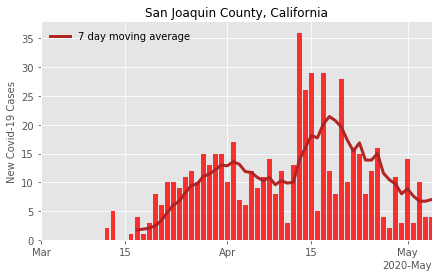 San Joaquin County, California
7 day moving average
New Covid-19 Cases
35
30
25
20
15
10
5
0
Mar
15
Apr
15
May
2020-May